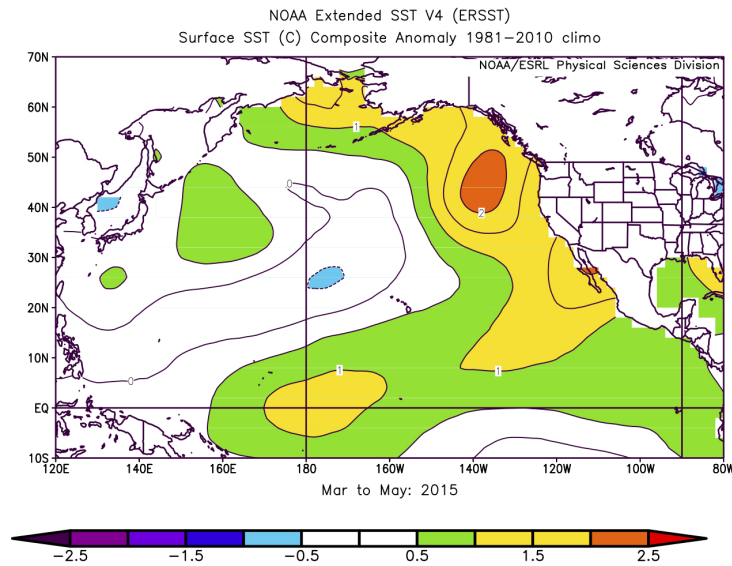 NOAA Extended SST V4 (ERSST)
Surface SST (C) Composite Anomaly 1981-2010 climo
NOAA/ESRL Physical Sciences Division
70N
60N
50N
40N
30N
20N
10N
EQ
10S
1
0
2
1
1
0
120E 140E 160E 180 160W 140W 120W 100W 80W
Mar to May: 2015
-2.5 -1.5 -0.5 0.5 1.5 2.5